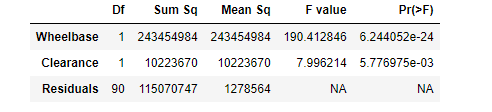 Df Sum Sq Mean Sq F value Pr(>F)
Wheelbase 1 243454984 243454984 190.412846 6.244052e-24
Clearance 1 10223670 10223670 7.996214 5.776975e-03
Residuals 90 115070747 1278564 NA NA